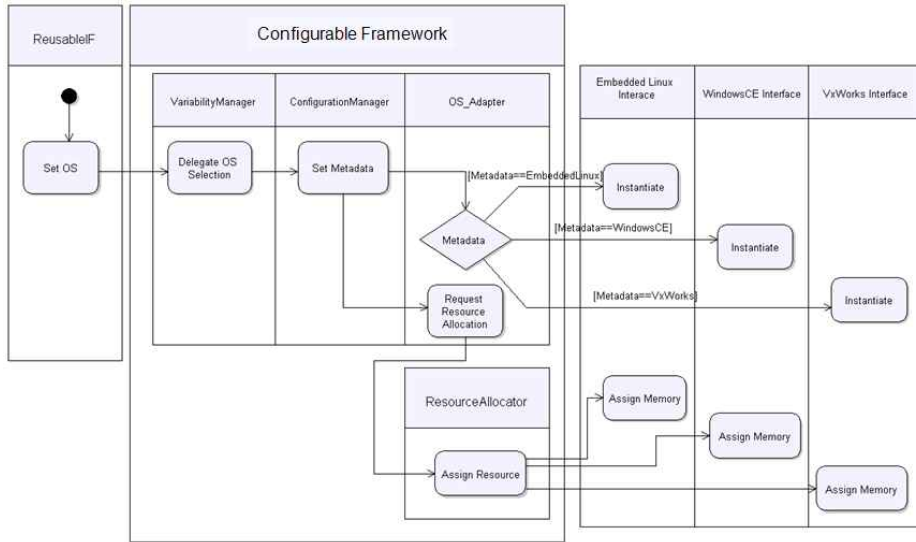 ReusableIF
Configurable Framework
VariabilityManager
ConfigurationManager
OS_Adapter
Embedded Linux
Interace
WindowsCE Interface
VxWorks Interface
Set OS
Delegate OS
Selection
Set Metadata
[Metadata==EmbeddedLinux]
Instantiate
Metadata
[Metadata==WindowsCE]
Instantiate
Request
Resource
Allocation
[Metadata==VxWorks]
Instantiate
ResourceAllocator
Assign Memory
Assign Memory
Assign Resource
Assign Memory